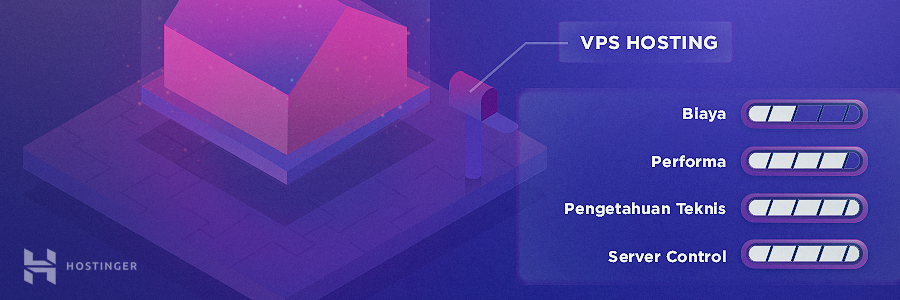 VPS HOSTING
Biaya
Performa
Pengetahuan Teknis
Server Control
HOSTINGER